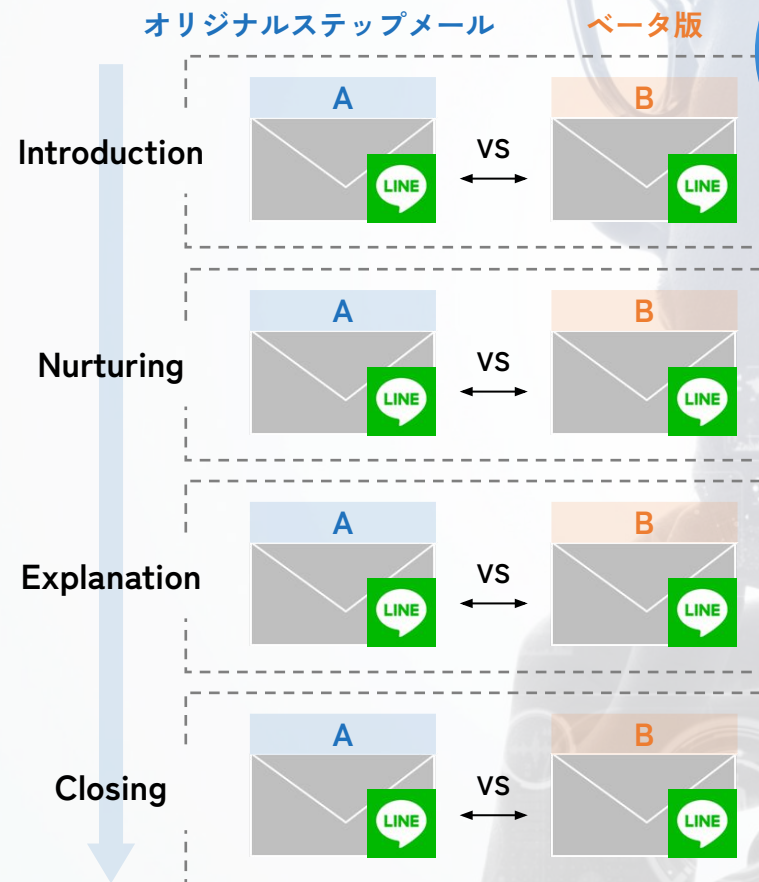 オリジナルステップメール ベータ版
A B
Introduction VS
LINE LINE
A B
Nurturing VS
LINE LINE
A B
Explanation VS
LINE LINE
A B
Closing VS
LINE LINE